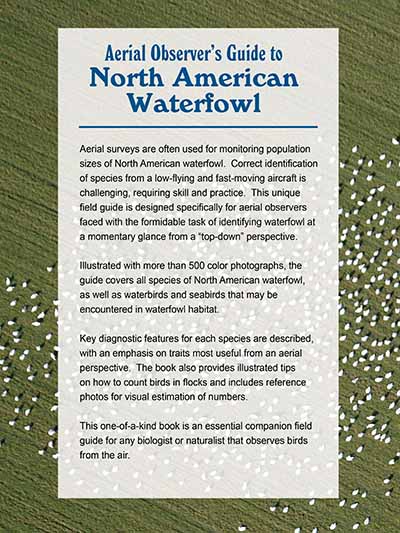 Aerial Observer's Guide to
North American
Waterfowl
Aerial surveys are often used for monitoring population
sizes of North American waterfowl.  Correct identification
of species from a low-flying and fast-moving aircraft is
challenging, requiring skill and practice.  This unique
field guide is designed specifically for aerial observers
faced with the formidable task of identifying waterfowl at
a momentary glance from a “top-down” perspective.
Illustrated with more than 500 color photographs, the
guide covers all species of North American waterfowl,
as well as waterbirds and seabirds that may be
encountered in waterfowl habitat.
Key diagnostic features for each species are described,
with an emphasis on traits most useful from an aerial
perspective.  The book also provides illustrated tips
on how to count birds in flocks and includes reference
photos for visual estimation of numbers.
This one-of-a-kind book is an essential companion field
guide for any biologist or naturalist that observes birds
from the air.